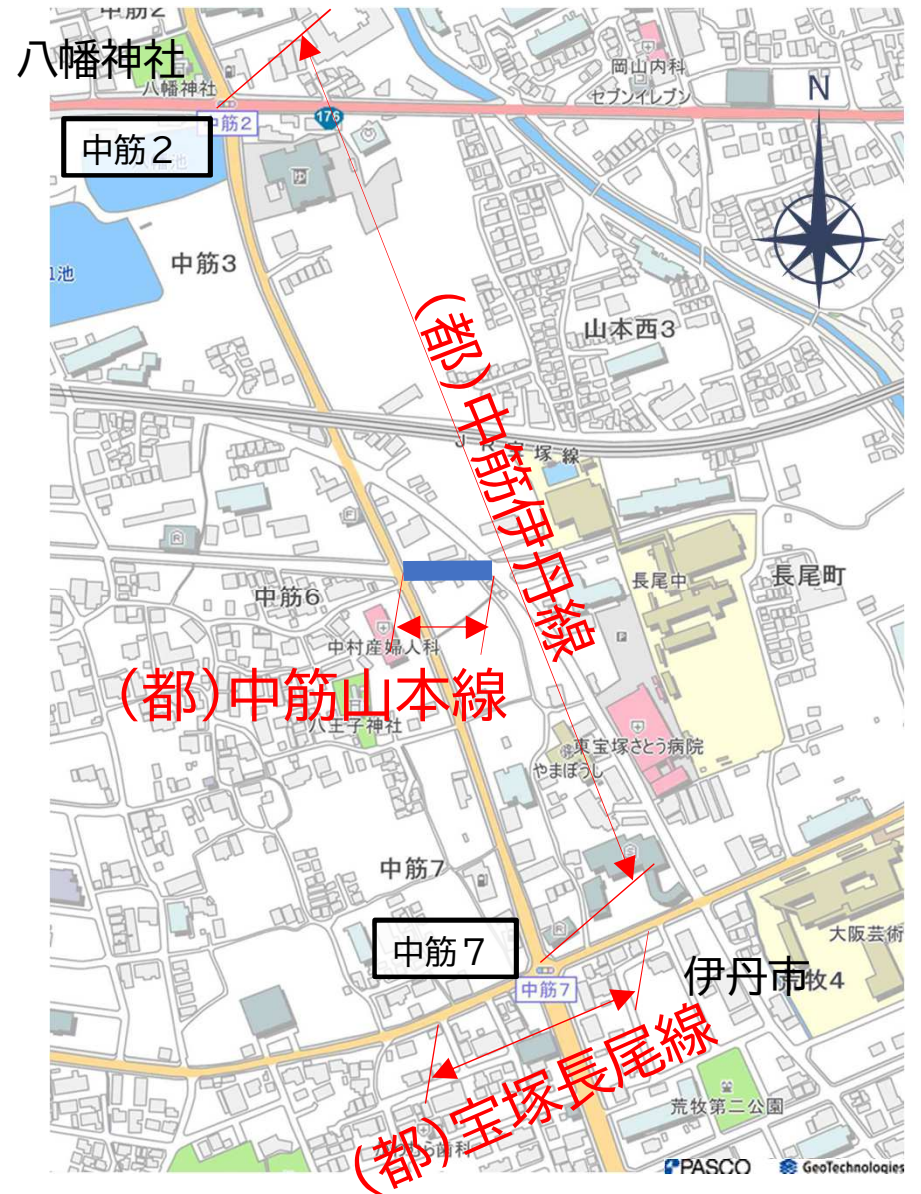 中筋2
八幡神社
八幡神社
岡山内科
セブンイレブン
N
176
中筋2
中筋２
中筋3
山本西3
(都)中筋伊丹線
JR宝塚線
長尾中
長尾町
中筋6
中村産婦人科
(都)中筋山本線
八王子神社
東宝塚さとう病院
やまぼうし
中筋7
中筋７
大阪芸術
伊丹市
中筋7
荒牧4
(都)宝塚長尾線
荒牧第二公園
PASCO
GeoTechnologies